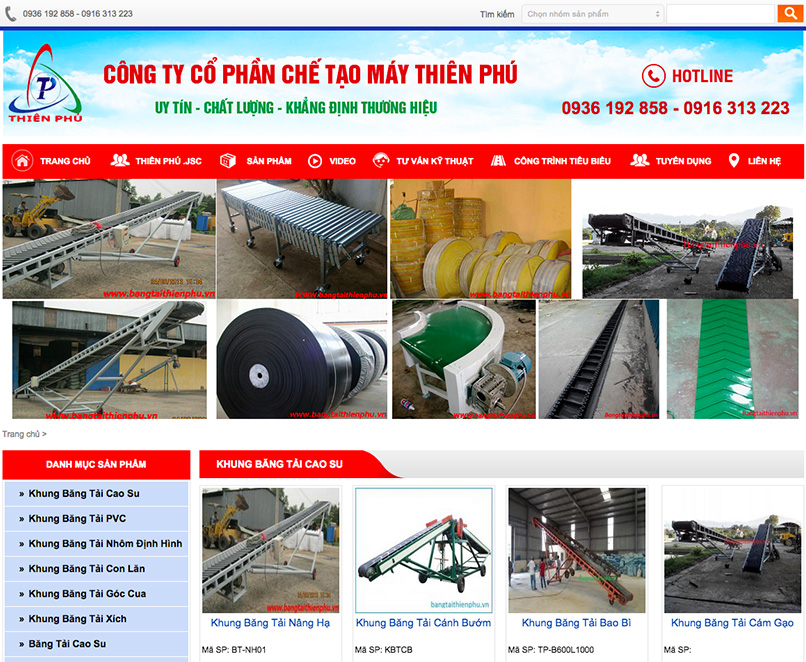 0936 192 858 - 0916 313 223
Tìm kiếm
Chọn nhóm sản phẩm
CÔNG TY CỔ PHẦN CHẾ TẠO MÁY THIÊN PHÚ
UY TÍN - CHẤT LƯỢNG - KHẲNG ĐỊNH THƯƠNG HIỆU
TP
THIÊN PHÚ
HOTLINE
0936 192 858 - 0916 313 223
TRANG CHỦ
THIÊN PHÚ .JSC
SẢN PHẨM
VIDEO
TƯ VẤN KỸ THUẬT
CÔNG TRÌNH TIÊU BIỂU
TUYỂN DỤNG
LIÊN HỆ
www.bangtaithienphu.vn
www.bangtaithienphu.vn
www.bangtaithienphu.vn
www.bangtaithienphu.vn
www.bangtaithienphu.vn
www.bangtaithienphu.vn
Bangtaithienphu.vn
Bangtaithienphu.vn
Trang chủ >
DANH MỤC SẢN PHẨM
» Khung Băng Tải Cao Su
» Khung Băng Tải PVC
» Khung Băng Tải Nhôm Định Hình
» Khung Băng Tải Con Lăn
» Khung Băng Tải Góc Cua
» Khung Băng Tải Xích
» Băng Tải Cao Su
KHUNG BĂNG TẢI CAO SU
www.bangtaithienphu.vn
bangtaithienphu.vn
Khung Băng Tải Nâng Hạ
Khung Băng Tải Cánh Bướm
Khung Băng Tải Bao Bì
Khung Băng Tải Cám Gạo
Mã SP: BT-NH01
Mã SP: KBTCB
Mã SP: TP-B600L1000
Mã SP: